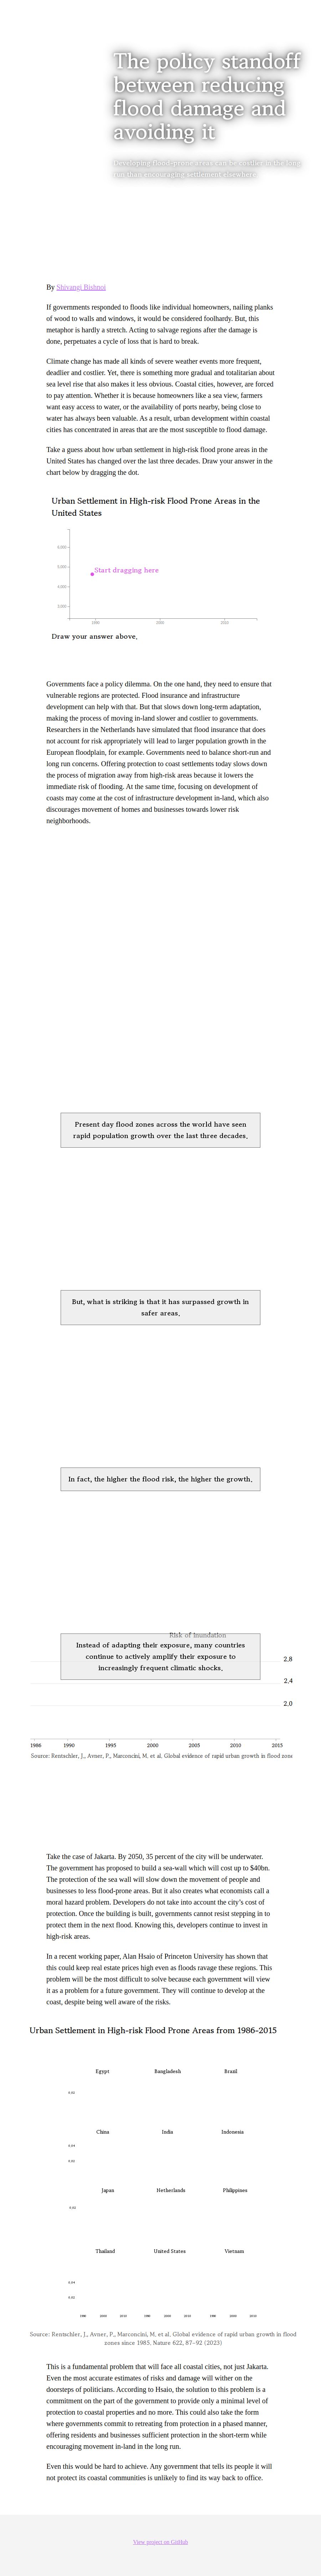 The policy standoff
between reducing
flood damage and
avoiding it
Developing flood-prone areas can be costlier in the long
run than encouraging settlement elsewhere
By Shivangi Bishnoi
If governments responded to floods like individual homeowners, nailing planks
of wood to walls and windows, it would be considered foolhardy. But, this
metaphor is hardly a stretch. Acting to salvage regions after the damage is
done, perpetuates a cycle of loss that is hard to break.
Climate change has made all kinds of severe weather events more frequent,
deadlier and costlier. Yet, there is something more gradual and totalitarian about
sea level rise that also makes it less obvious. Coastal cities, however, are forced
to pay attention. Whether it is because homeowners like a sea view, farmers
want easy access to water, or the availability of ports nearby, being close to
water has always been valuable. As a result, urban development within coastal
cities has concentrated in areas that are the most susceptible to flood damage.
Take a guess about how urban settlement in high-risk flood prone areas in the
United States has changed over the last three decades. Draw your answer in the
chart below by dragging the dot.
Urban Settlement in High-risk Flood Prone Areas in the
United States
6,000
5,000
4,000
3,000
Start dragging here
1990 2000 2010
Draw your answer above.
Governments face a policy dilemma. On the one hand, they need to ensure that
vulnerable regions are protected. Flood insurance and infrastructure
development can help with that. But that slows down long-term adaptation,
making the process of moving in-land slower and costlier to governments.
Researchers in the Netherlands have simulated that flood insurance that does
not account for risk appropriately will lead to larger population growth in the
European floodplain, for example. Governments need to balance short-run and
long run concerns. Offering protection to coast settlements today slows down
the process of migration away from high-risk areas because it lowers the
immediate risk of flooding. At the same time, focusing on development of
coasts may come at the cost of infrastructure development in-land, which also
discourages movement of homes and businesses towards lower risk
neighborhoods.
Present day flood zones across the world have seen
rapid population growth over the last three decades.
But, what is striking is that it has surpassed growth in
safer areas.
In fact, the higher the flood risk, the higher the growth.
Risk of Inundation
Instead of adapting their exposure, many countries
continue to actively amplify their exposure to
increasingly frequent climatic shocks.
2.8
2.4
2.0
1986 1990 1995 2000 2005 2010 2015
Source: Rentschler, J., Avner, P., Marconcini, M. et al. Global evidence of rapid urban growth in flood zone
Take the case of Jakarta. By 2050, 35 percent of the city will be underwater.
The government has proposed to build a sea-wall which will cost up to $40bn.
The protection of the sea wall will slow down the movement of people and
businesses to less flood-prone areas. But it also creates what economists call a
moral hazard problem. Developers do not take into account the city's cost of
protection. Once the building is built, governments cannot resist stepping in to
protect them in the next flood. Knowing this, developers continue to invest in
high-risk areas.
In a recent working paper, Alan Hsaio of Princeton University has shown that
this could keep real estate prices high even as floods ravage these regions. This
problem will be the most difficult to solve because each government will view
it as a problem for a future government. They will continue to develop at the
coast, despite being well aware of the risks.
Urban Settlement in High-risk Flood Prone Areas from 1986-2015
Egypt Bangladesh Brazil
China India Indonesia
Japan Netherlands Philippines
Thailand United States Vietnam
Source: Rentschler, J., Avner, P., Marconcini, M. et al. Global evidence of rapid urban growth in flood
zones since 1985. Nature 622, 87–92 (2023)
This is a fundamental problem that will face all coastal cities, not just Jakarta.
Even the most accurate estimates of flood risk and damage will wither on the
doorsteps of politicians. According to Hsaio, the solution to this problem is a
commitment on the part of the government to provide only a minimal level of
protection to coastal properties and no more. This could also take the form
where governments commit to retreating from protection in a phased manner,
offering residents and businesses sufficient protection in the short-term while
encouraging movement in-land in the long run.
Even this would be hard to achieve. Any government that tells its people it will
not protect its coastal communities is unlikely to find its way back to office.
View project on GitHub